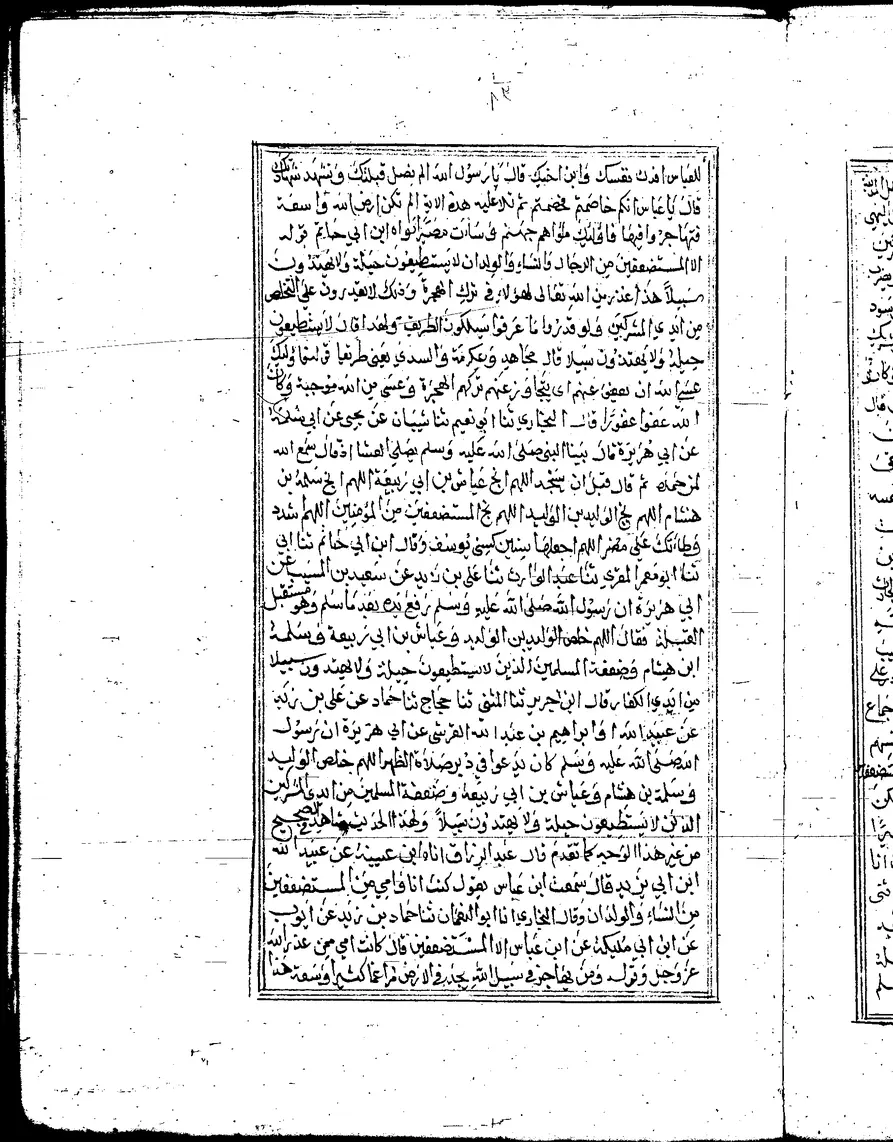 للعباس افد نفسك وابن اخيك قال يا رسول الله الم نصل قبلتك ونشهد شهادتك
قال يا عباس انكم خاصمتم فخصمتم ثم تلا عليه هذه الاية الم تكن ارض الله واسعة
فتهاجروا فيها فاولئك ماواهم جهنم وسات مصيرا رواه ابن ابي حاتم قوله
الا المستضعفين من الرجال والنساء والولدان لا يستطيعون حيلة ولا يهتدون
سبيلا هذا عذر من الله تعالى لهؤلاء في ترك الهجرة وذلك لا يقدرون على التخلص
من ايدي المشركين ولو قدروا ما عرفوا يسلكون الطريق ولهذا قال لا يستطيعون
حيلة ولا يهتدون سبيلا قال مجاهد وعكرمة والسدي يعني طريقا قوله فاولئك
عسى الله ان يعفو عنهم اي يتجاوز عنهم تركهم الهجرة وعسى من الله موجبة وكان
الله عفوا غفورا قال البخاري ثنا ابو نعيم ثنا شيبان عن يحيى عن ابي سلمة
عن ابي هريرة قال بينا النبي صلى الله عليه وسلم يصلي العشا اذ قال سمع الله
لمن حمده ثم قال قبل ان يسجد اللهم انج عياش بن ابي ربيعة اللهم انج سلمة بن
هشام اللهم نج الوليد بن الوليد اللهم نج المستضعفين من المؤمنين اللهم اشدد
وطاتك على مضر اللهم اجعلها سنين كسني يوسف وقال ابن ابي حاتم ثنا ابي
ثنا ابو معمر المقري ثنا عبد الوارث ثنا علي بن زيد عن سعيد بن المسيب عن
ابي هريرة ان رسول الله صلى الله عليه وسلم رفع يده بعد ما سلم وهو مستقبل
القبلة فقال اللهم خلص الوليد بن الوليد وعياش بن ابي ربيعة وسلمة
ابن هشام وضعفة المسلمين الذين لا يستطيعون حيلة ولا يهتدون سبيلا
من ايدي الكفار قال ابن جرير ثنا المثنى ثنا حجاج ثنا حماد عن علي بن زيد
عن عبيد الله او ابراهيم بن عبد الله القرشي عن ابي هريرة ان رسول
الله صلى الله عليه وسلم كان يدعوا في دبر صلاة الظهر اللهم خلص الوليد
وسلمة بن هشام وعياش بن ابي ربيعة وضعفة المسلمين من ايدي المشركين
الذين لا يستطيعون حيلة ولا يهتدون سبيلا ولهذا الحديث شاهد في الصحيح
من غير هذا الوجه كما تقدم قال عبد الرزاق انا ابن عيينة عن عبيد الله
ابن ابي يزيد قال سمعت ابن عباس يقول كنت انا وامي من المستضعفين
من النساء والولدان وقال البخاري انا ابو النعمان ثنا حماد بن زيد عن ايوب
عن ابن ابي مليكة عن ابن عباس الا المستضعفين قال كانت امي ممن عذر الله
عز وجل وقوله ومن يهاجر في سبيل الله يجد في الارض مراغما كثيرا وسعة هذا